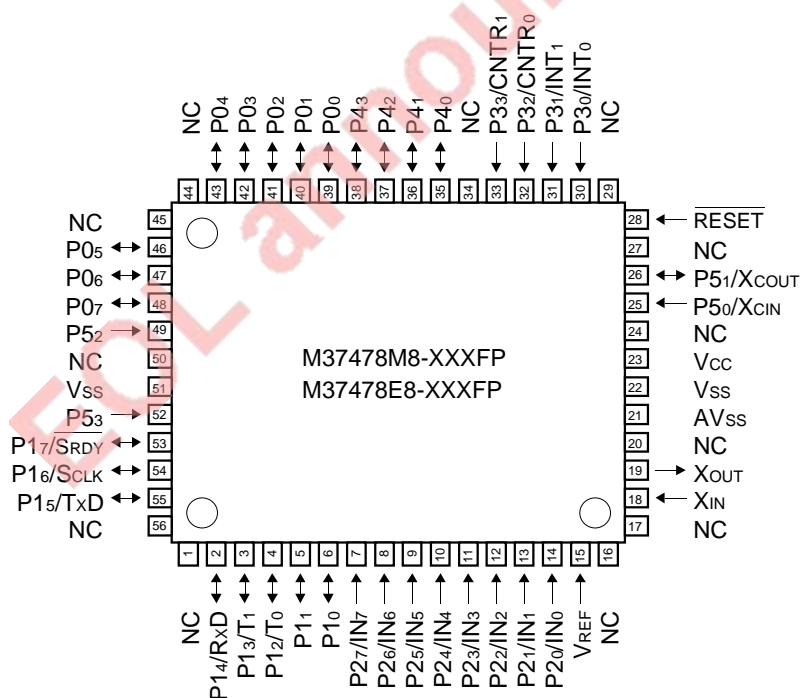 NC
P04
P03
P02
P01
P00
P43
P42
P41
P40
NC
P33/CNTR1
P32/CNTR0
P31/INT1
P30/INT0
NC
44
43
42
41
40
39
38
37
36
35
34
33
32
31
30
29
NC 45
P05 46
P06 47
P07 48
P52 49
NC 50
VSS 51
P53 52
P17/SRDY 53
P16/SCLK 54
P15/TXD 55
NC 56
M37478M8-XXXFP
M37478E8-XXXFP
28 RESET
27 NC
26 P51/XCOUT
25 P50/XCIN
24 NC
23 VCC
22 VSS
21 AVSS
20 NC
19 XOUT
18 XIN
17 NC
1
2
3
4
5
6
7
8
9
10
11
12
13
14
15
16
NC
P14/RXD
P13/T1
P12/T0
P11
P10
P27/IN7
P26/IN6
P25/IN5
P24/IN4
P23/IN3
P22/IN2
P21/IN1
P20/IN0
VREF
NC
EOL